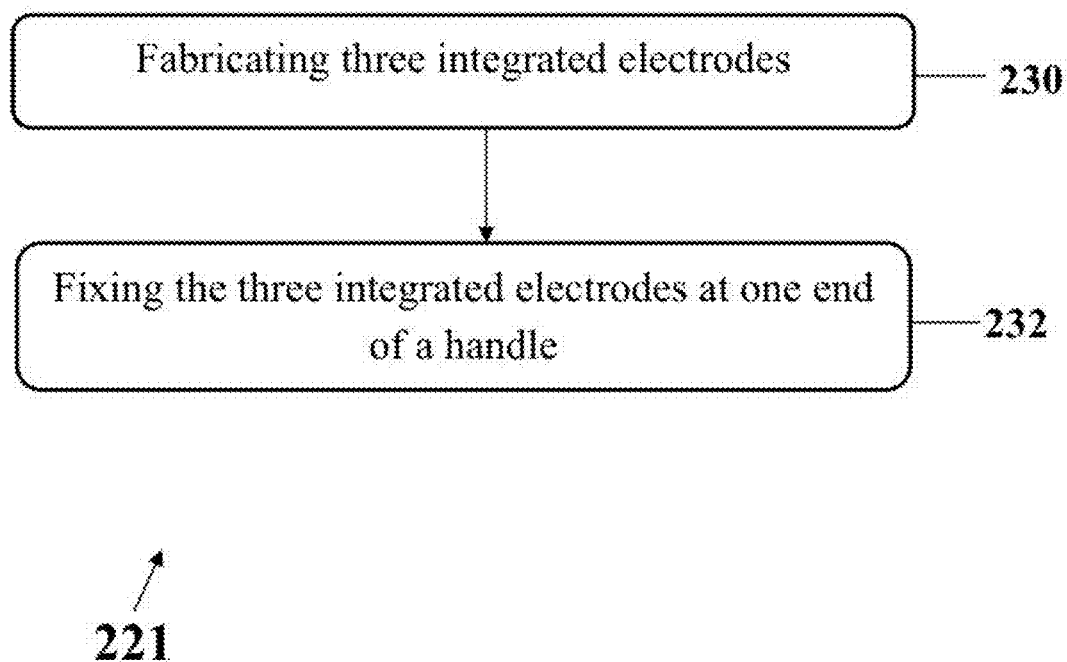 Fabricating three integrated electrodes
230
Fixing the three integrated electrodes at one end
of a handle
232
221